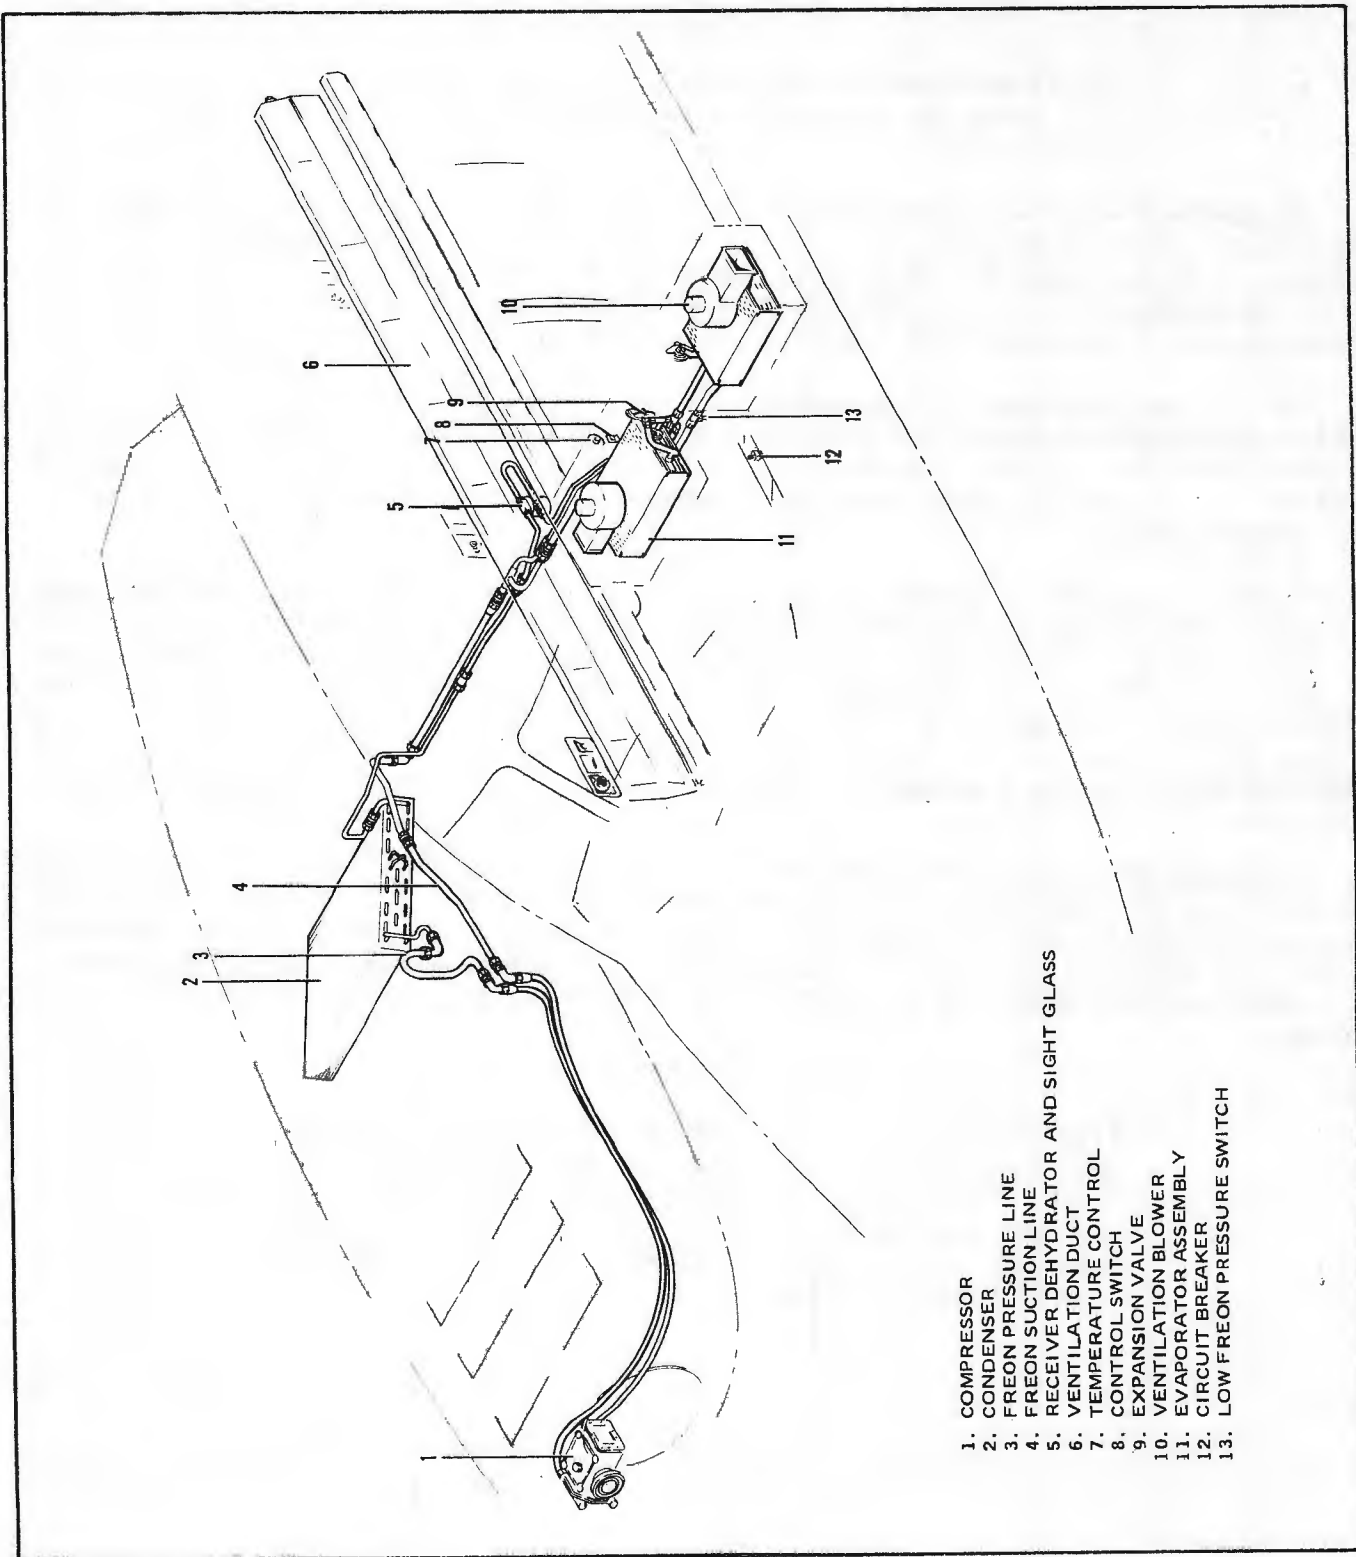 1
2
3
4
5
6
7
8
9
10
11
12
13
1. COMPRESSOR
2. CONDENSER
3. FREON PRESSURE LINE
4. FREON SUCTION LINE
5. RECEIVER DEHYDRATOR AND SIGHT GLASS
6. VENTILATION DUCT
7. TEMPERATURE CONTROL
8. CONTROL SWITCH
9. EXPANSION VALVE
10. VENTILATION BLOWER
11. EVAPORATOR ASSEMBLY
12. CIRCUIT BREAKER
13. LOW FREON PRESSURE SWITCH